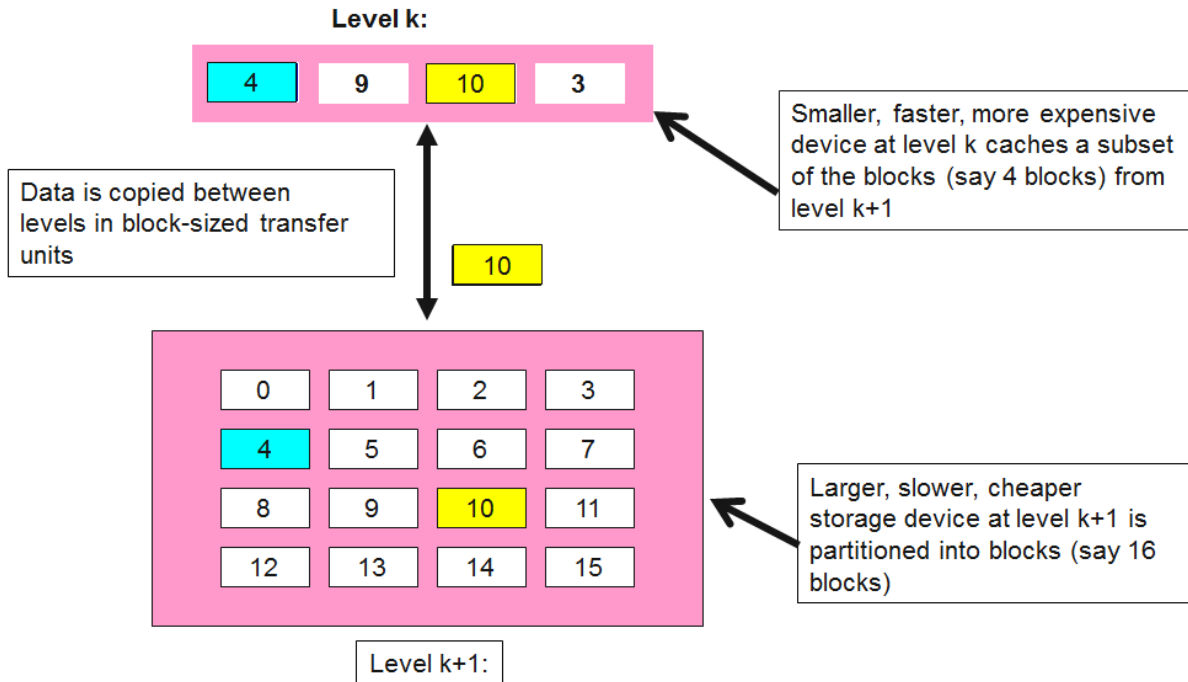 Level k:
4 9 10 3
Smaller, faster, more expensive
device at level k caches a subset
of the blocks (say 4 blocks) from
level k+1
Data is copied between
levels in block-sized transfer
units
10
0 1 2 3
4 5 6 7
8 9 10 11
12 13 14 15
Larger, slower, cheaper
storage device at level k+1 is
partitioned into blocks (say 16
blocks)
Level k+1: